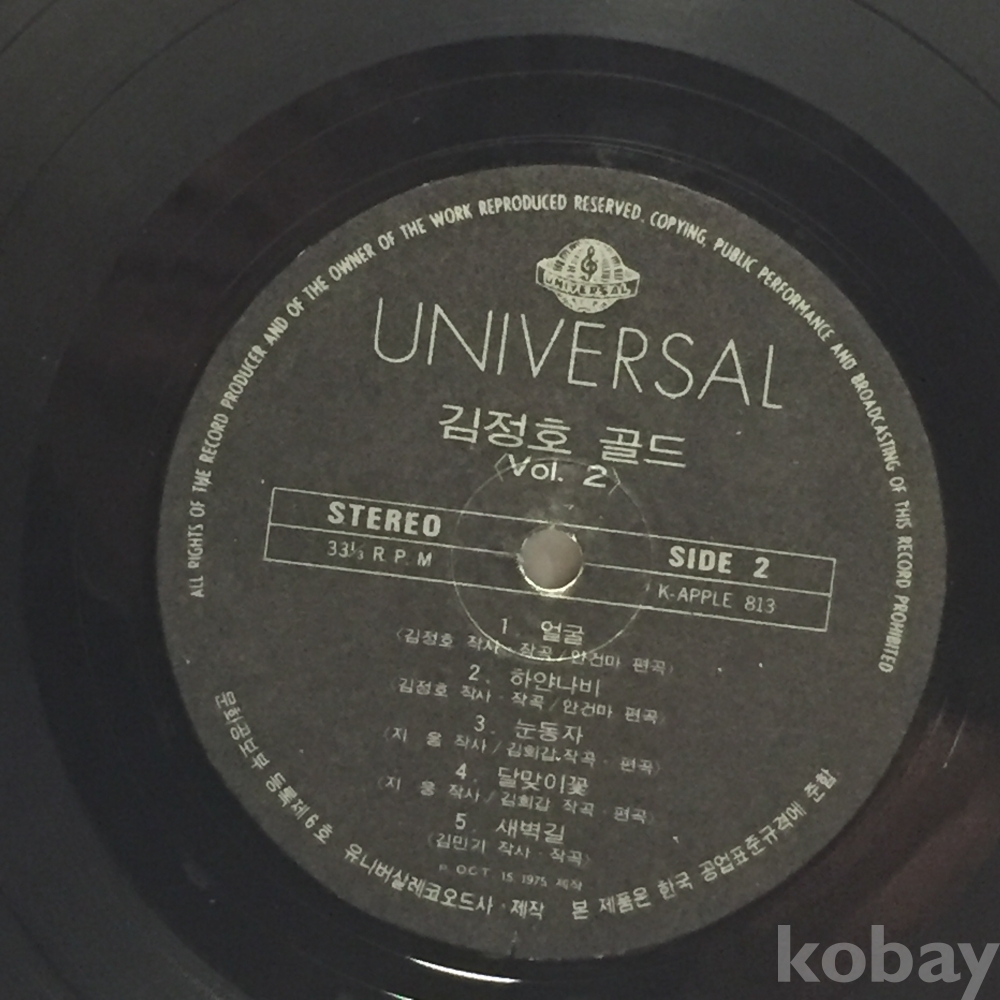 ALL RIGHTS OF THE RECORD PRODUCER AND OF THE OWNER OF THE WORK REPRODUCED RESERVED. COPYING, PUBLIC PERFORMANCE AND BROADCASTING OF THIS RECORD PROHIBITED
UNIVERSAL
UNIVERSAL
김정호 골드
〈Vol. 2〉
STEREO
SIDE 2
33⅓ R P. M
K-APPLE 813
1 얼굴
〈김정호 작사 · 작곡 / 안건마 편곡〉
2. 하얀나비
김정호 작사 · 작곡 / 안건마 편곡〉
3. 눈동자
〈지 웅 작사 / 김희갑 작곡 · 편곡〉
4. 달맞이꽃
〈지 웅 작사 / 김희갑 작곡 · 편곡〉
5. 새벽길
〈김민기 작사 · 작곡〉
P. OCT 15. 1975 제작
문화공보부 등록제6호 유니버살레코오드사 · 제작 본 제품은 한국 공업표준규격에 준함
kobay